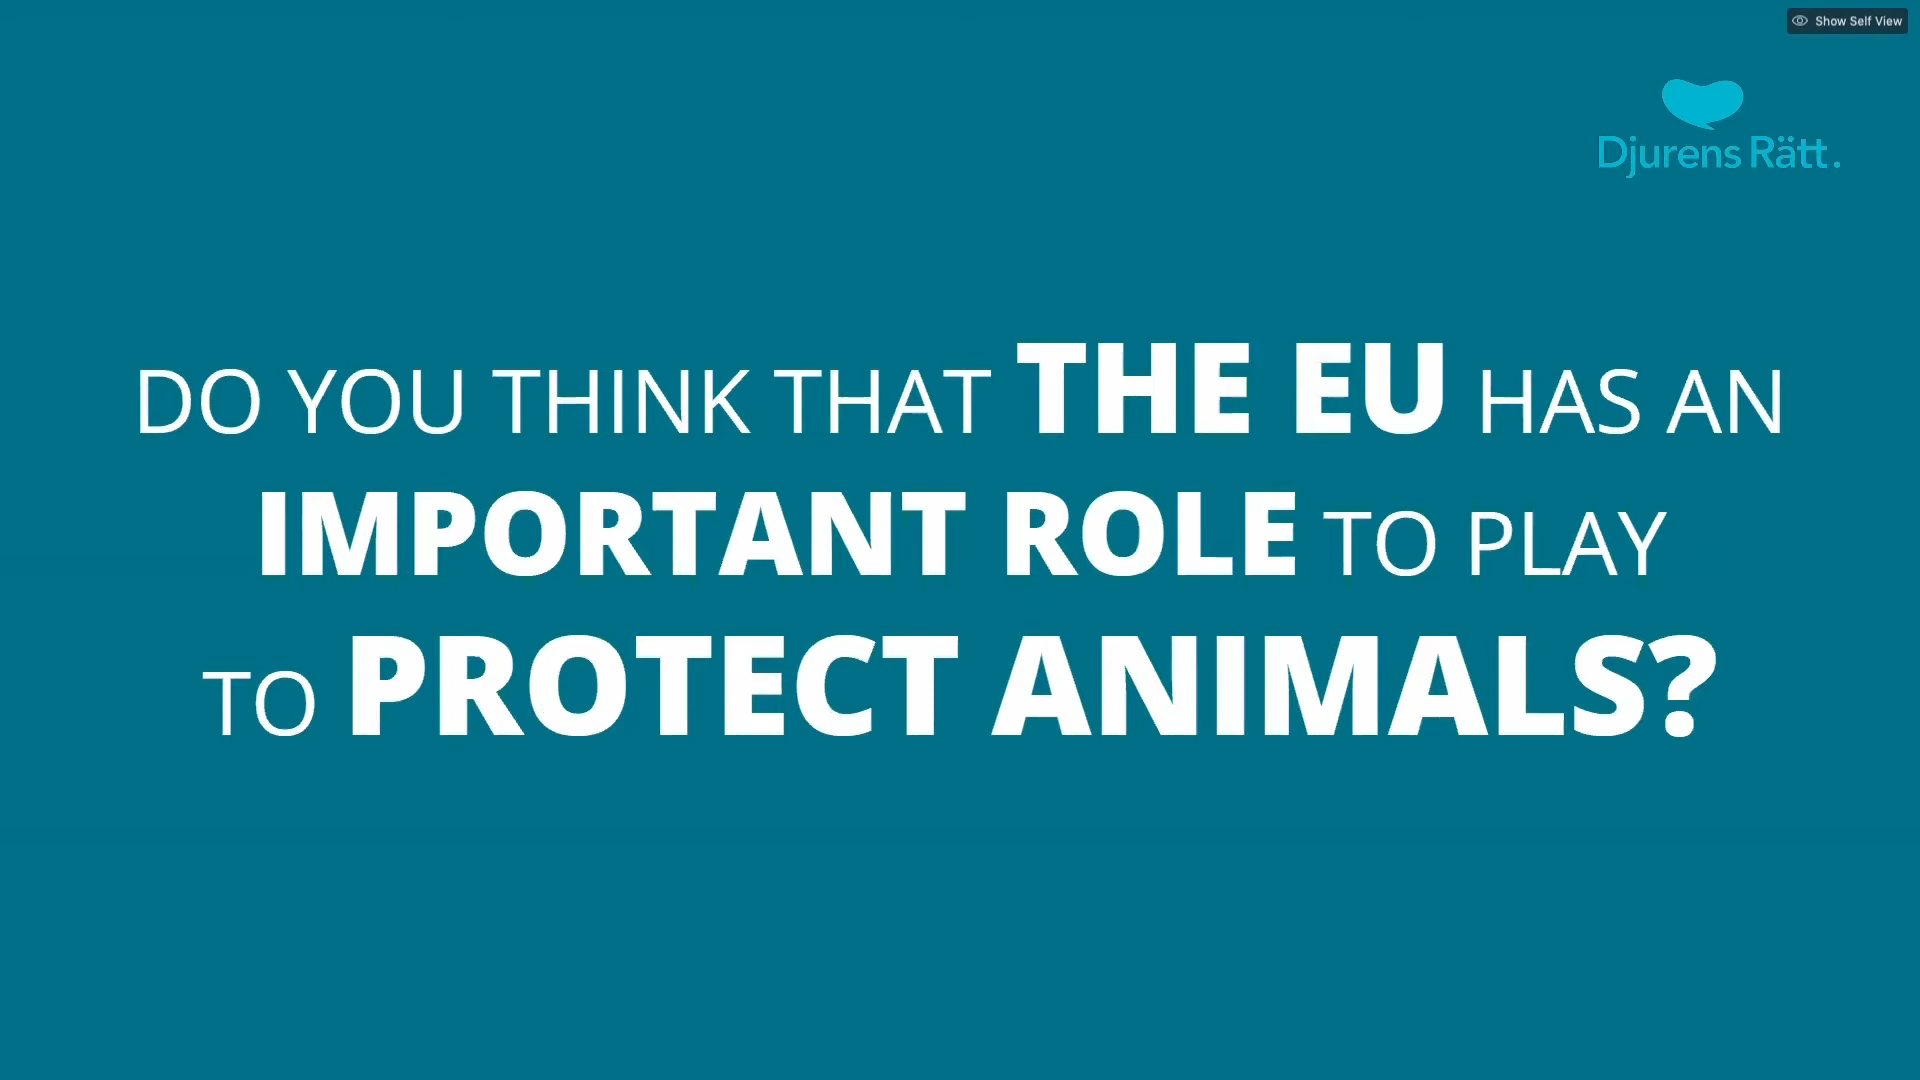 Show Self View
Djurens Rätt.
DO YOU THINK THAT THE EU HAS AN
IMPORTANT ROLE TO PLAY
TO PROTECT ANIMALS?